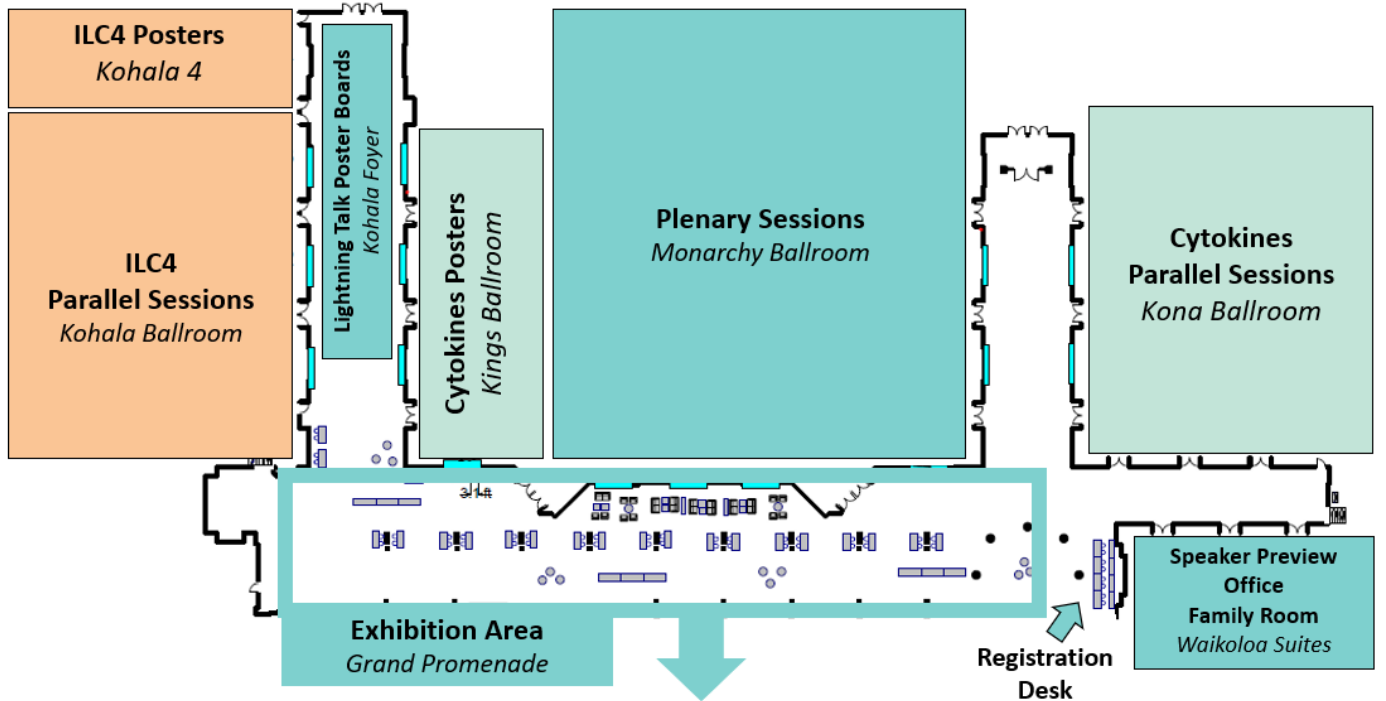 ILC4 Posters
Kohala 4
ILC4
Parallel Sessions
Kohala Ballroom
Lightning Talk Poster Boards
Kohala Foyer
Cytokines Posters
Kings Ballroom
Plenary Sessions
Monarchy Ballroom
Cytokines
Parallel Sessions
Kona Ballroom
Exhibition Area
Grand Promenade
Registration
Desk
Speaker Preview
Office
Family Room
Waikoloa Suites